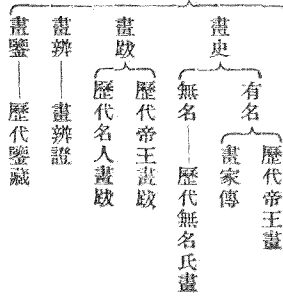 畫史
有名
歷代帝王畫
畫家傳
無名
歷代無名氏畫
畫跋
歷代帝王畫跋
歷代名人畫跋
畫辨
畫辨證
畫鑒
歷代鑒藏